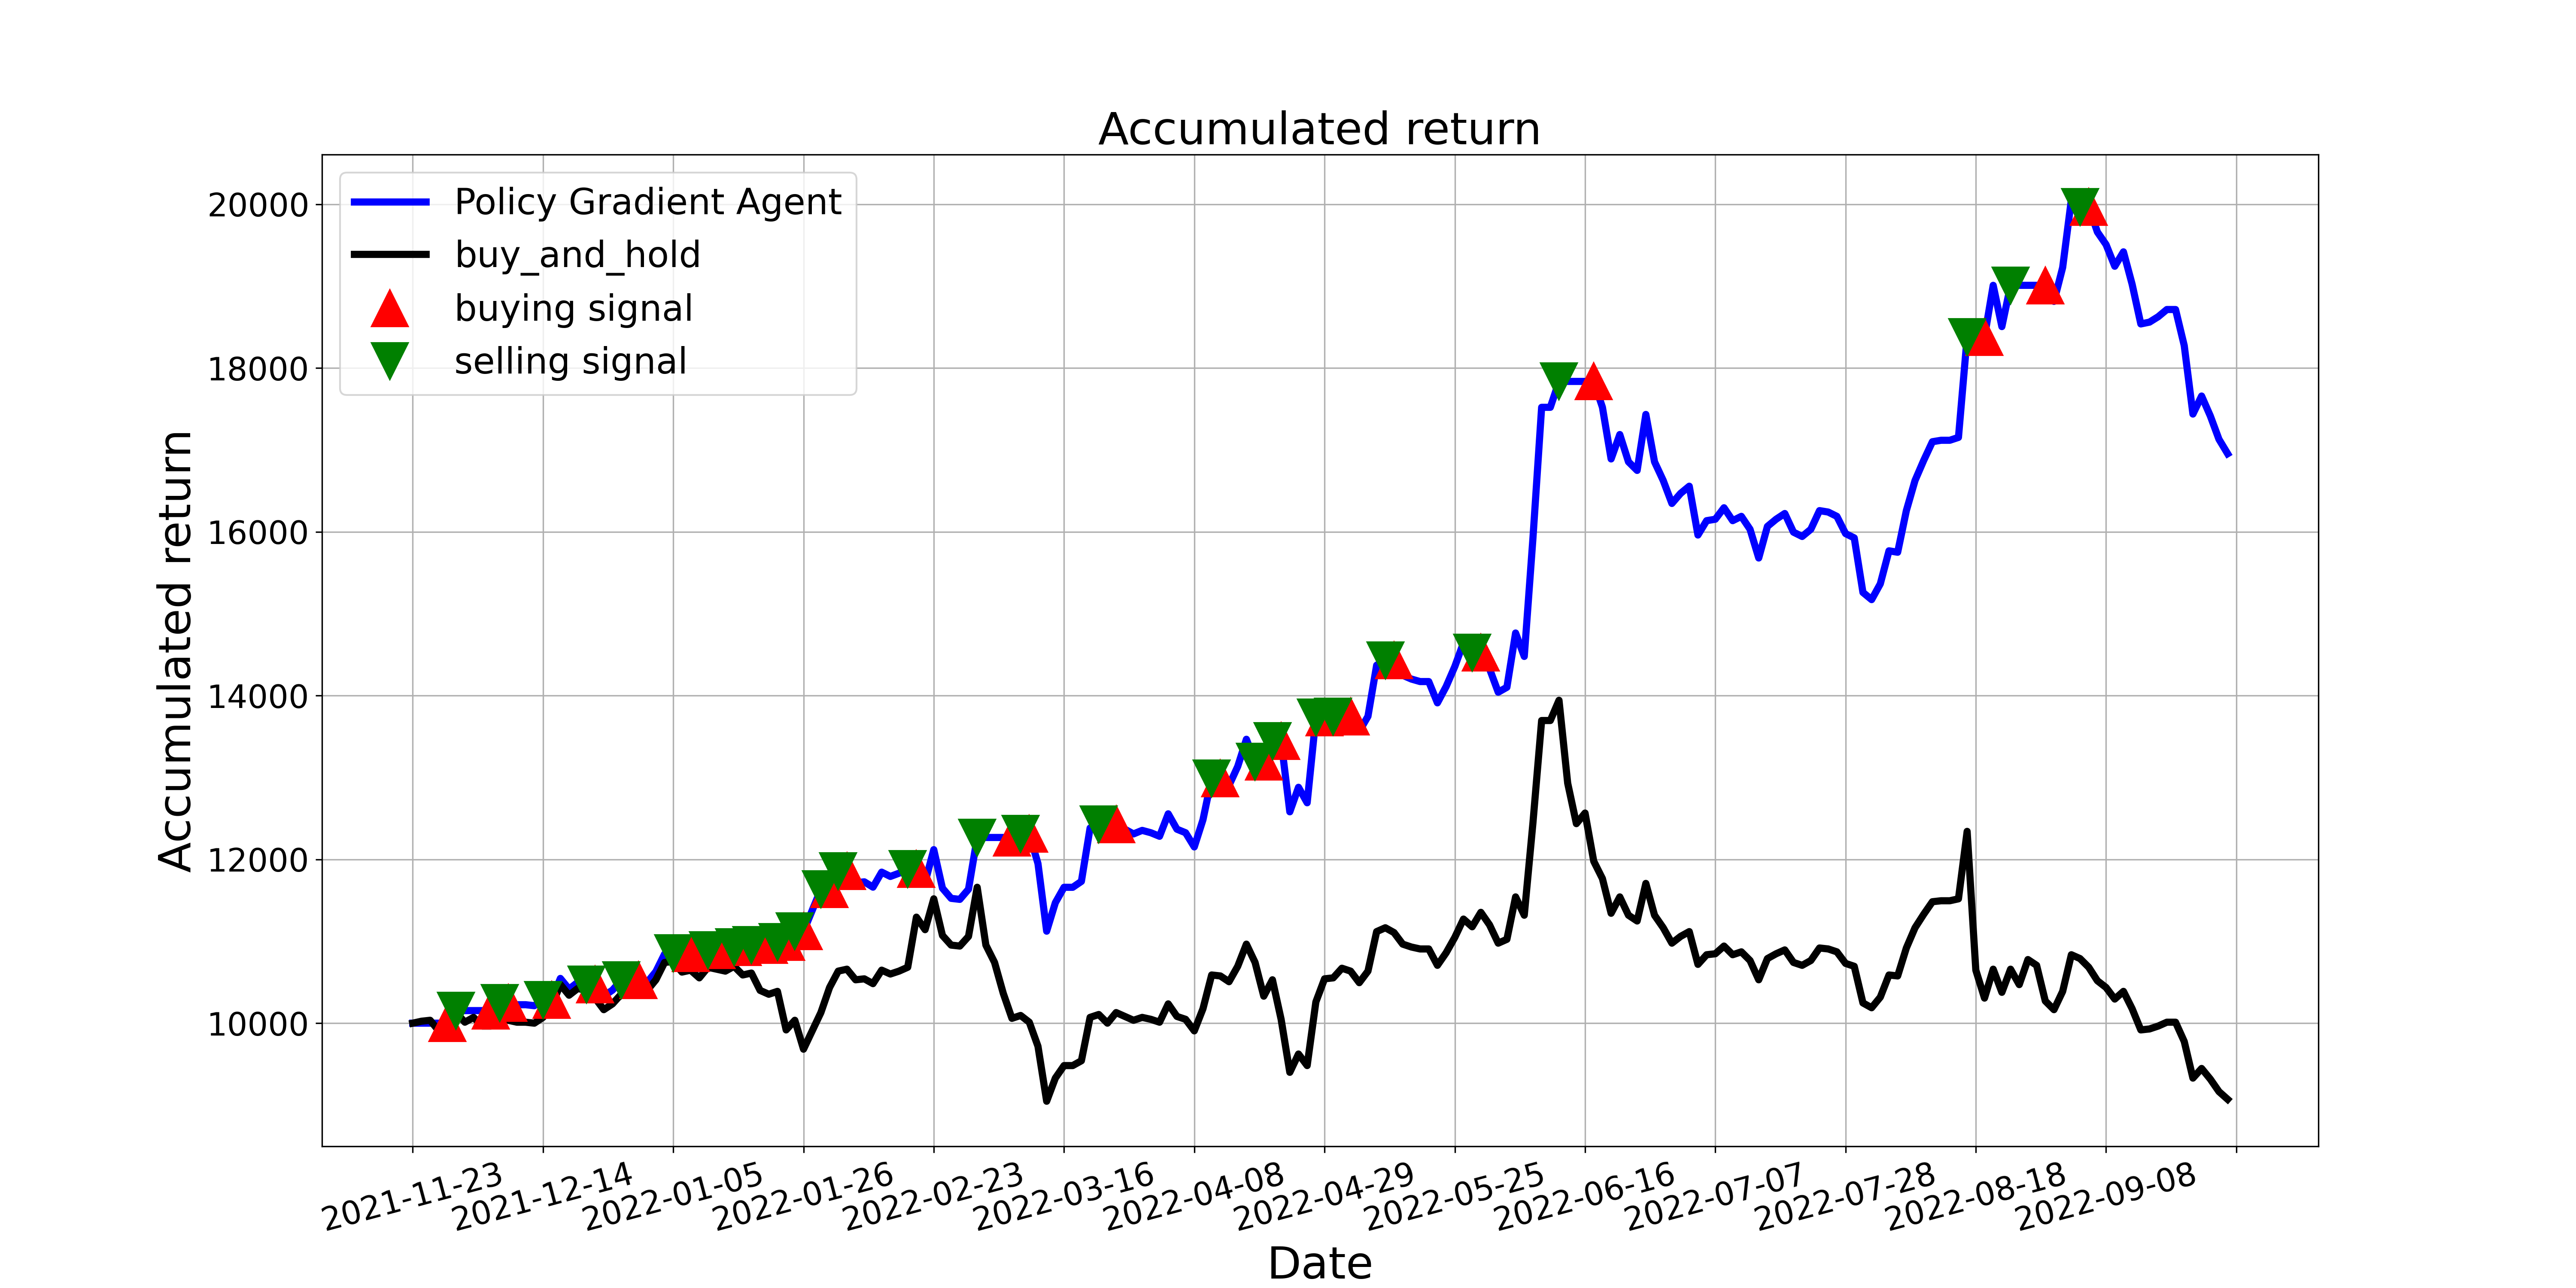 Accumulated return
Policy Gradient Agent
buy_and_hold
buying signal
selling signal
Accumulated return
20000
18000
16000
14000
12000
10000
2021-11-23
2021-12-14
2022-01-05
2022-01-26
2022-02-23
2022-03-16
2022-04-08
2022-04-29
2022-05-25
2022-06-16
2022-07-07
2022-07-28
2022-08-18
2022-09-08
Date